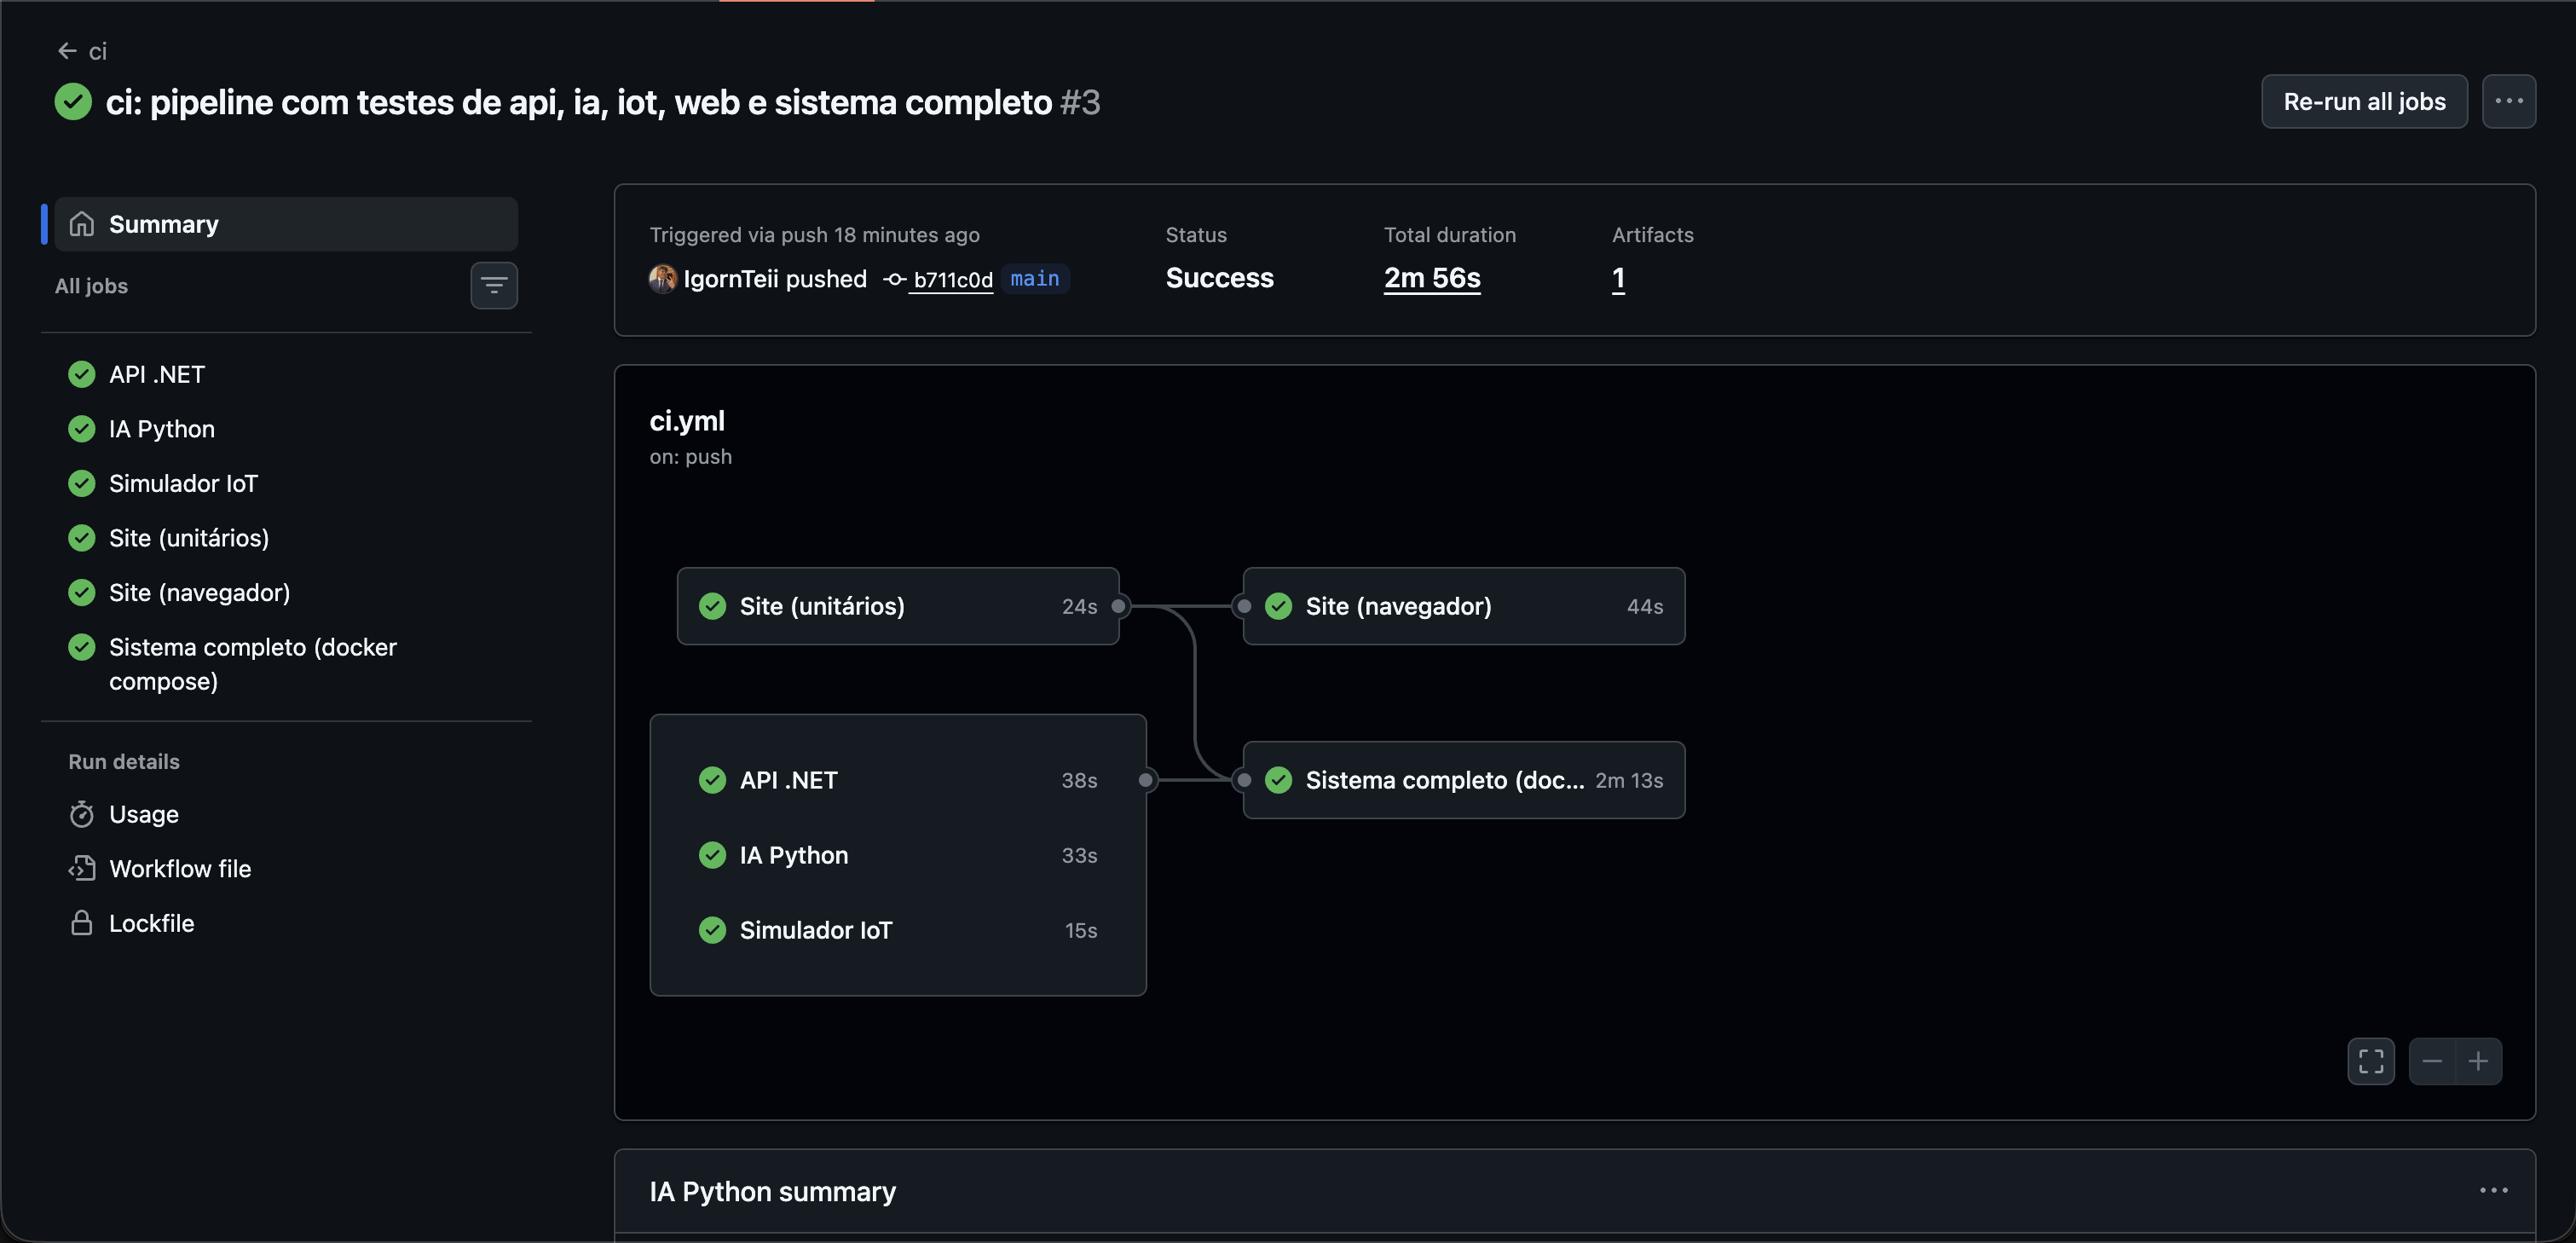 ci
ci: pipeline com testes de api, ia, iot, web e sistema completo #3
Re-run all jobs
Summary
All jobs
API .NET
IA Python
Simulador IoT
Site (unitários)
Site (navegador)
Sistema completo (docker
compose)
Run details
Usage
Workflow file
Lockfile
Triggered via push 18 minutes ago
IgornTeii pushed b711c0d main
Status
Success
Total duration
2m 56s
Artifacts
1
ci.yml
on: push
Site (unitários) 24s
Site (navegador) 44s
API .NET 38s
IA Python 33s
Simulador IoT 15s
Sistema completo (doc... 2m 13s
IA Python summary